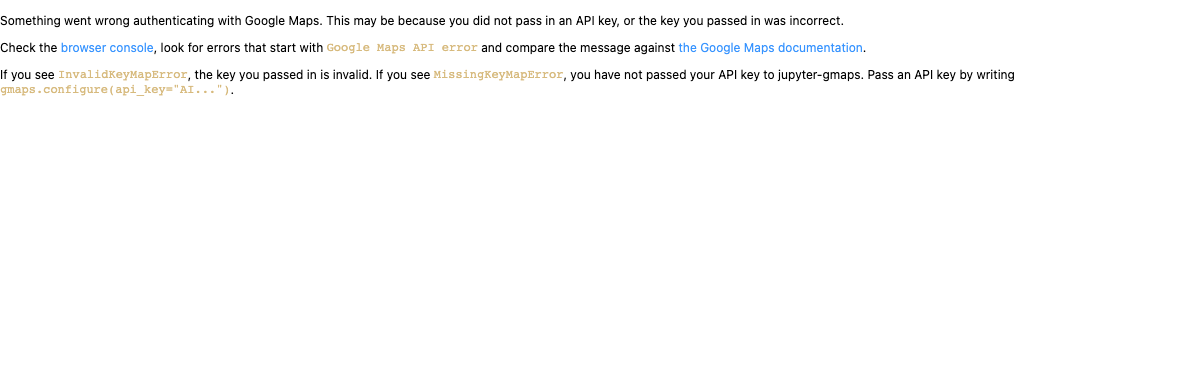 Something went wrong authenticating with Google Maps. This may be because you did not pass in an API key, or the key you passed in was incorrect.
Check the browser console, look for errors that start with Google Maps API error and compare the message against the Google Maps documentation.
If you see InvalidKeyMapError, the key you passed in is invalid. If you see MissingKeyMapError, you have not passed your API key to jupyter-gmaps. Pass an API key by writing
gmaps.configure(api_key="AI...").